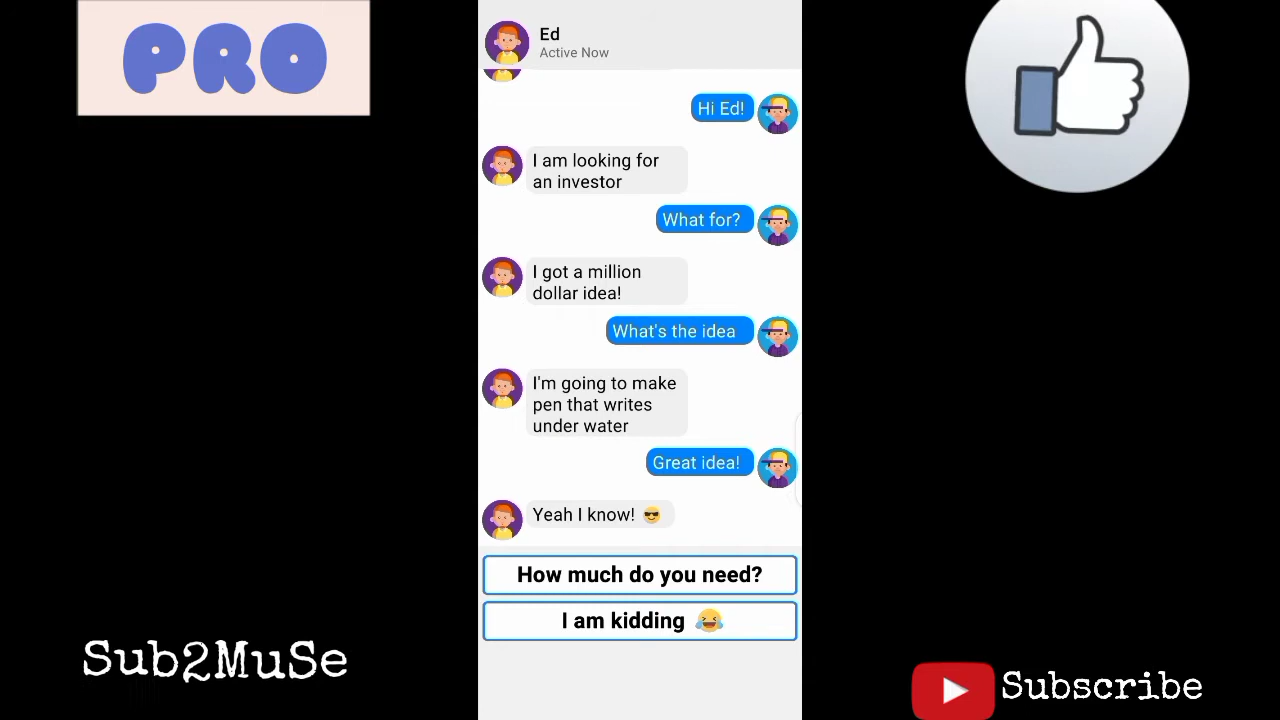 PRO
Ed
Active Now
Hi Ed!
I am looking for
an investor
What for?
I got a million
dollar idea!
What's the idea
I'm going to make
pen that writes
under water
Great idea!
Yeah I know! 😎
How much do you need?
I am kidding 😂
Sub2MuSe
Subscribe